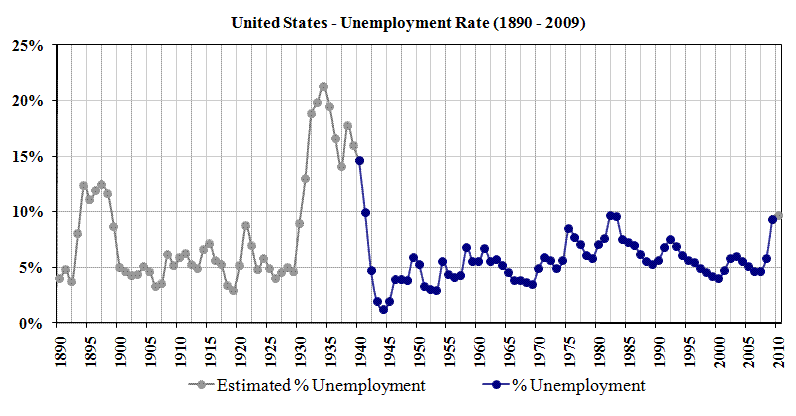 United States - Unemployment Rate (1890 - 2009)
25%
20%
15%
10%
5%
0%
1890 1895 1900 1905 1910 1915 1920 1925 1930 1935 1940 1945 1950 1955 1960 1965 1970 1975 1980 1985 1990 1995 2000 2005 2010
Estimated % Unemployment % Unemployment